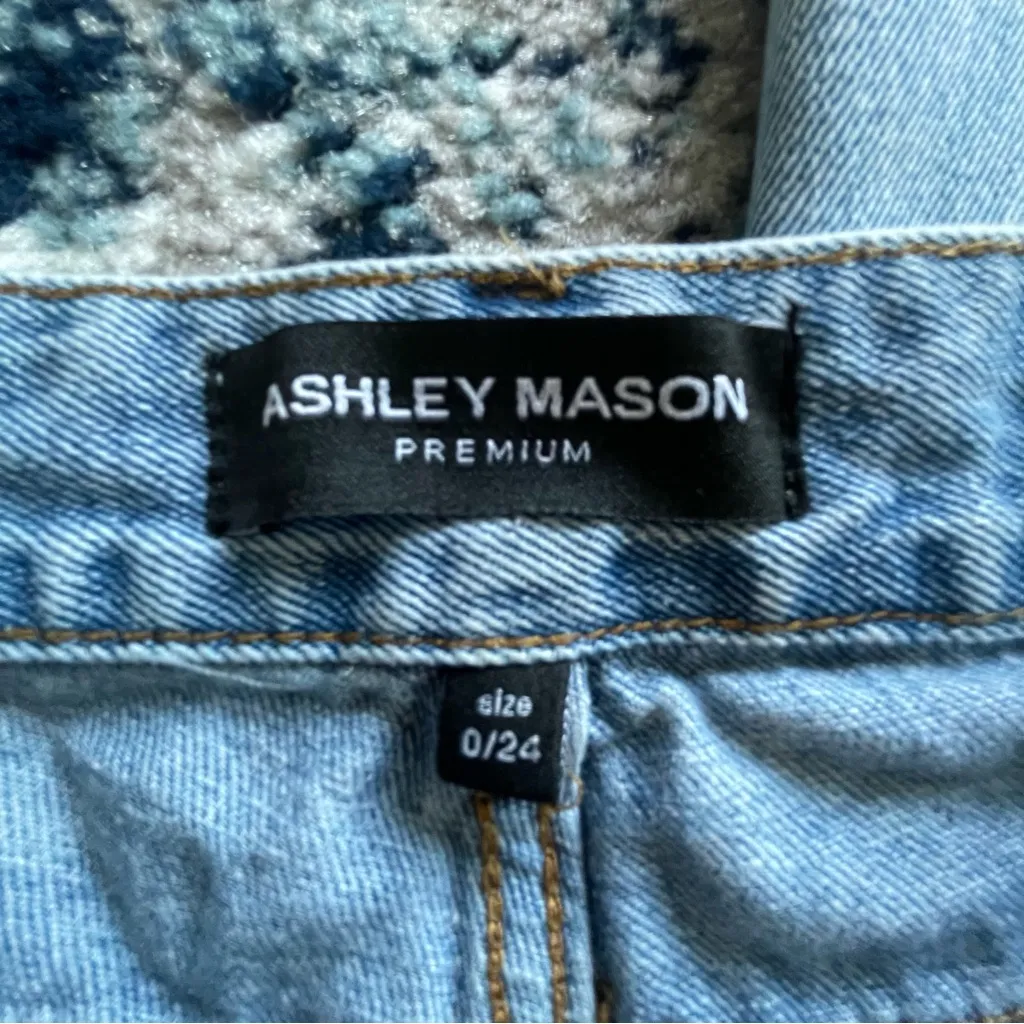 ASHLEY MASON
PREMIUM
size
0/24